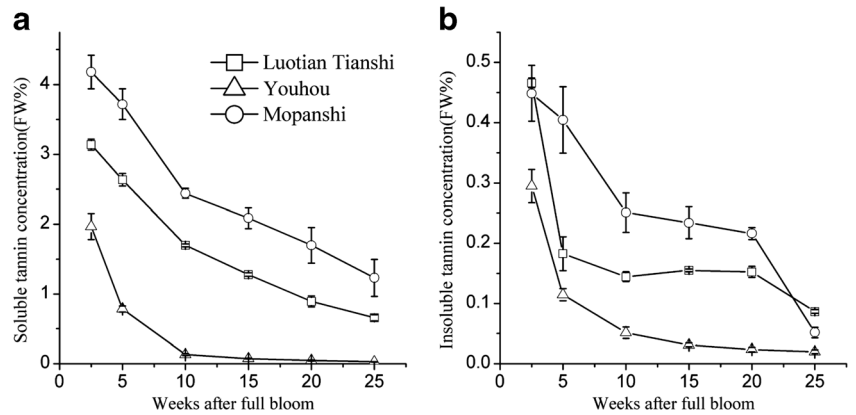 a
Soluble tannin concentration(FW%)
4
3
2
1
0
Luotian Tianshi
Youhou
Mopanshi
0 5 10 15 20 25
Weeks after full bloom
b
Insoluble tannin concentration(FW%)
0.5
0.4
0.3
0.2
0.1
0.0
0 5 10 15 20 25
Weeks after full bloom